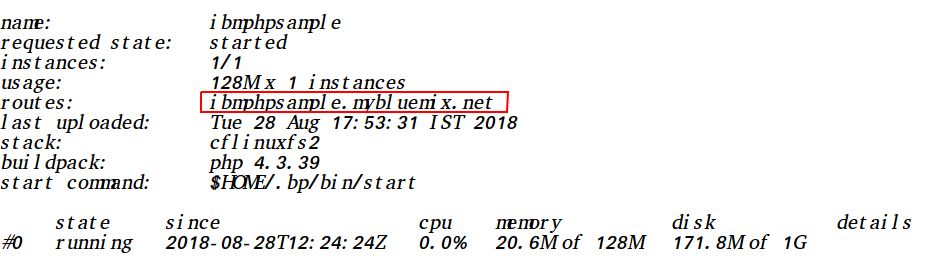 name: ibmphpsample
requested state: started
instances: 1/1
usage: 128M x 1 instances
routes: ibmphpsample.mybluemix.net
last uploaded: Tue 28 Aug 17:53:31 IST 2018
stack: cflinuxfs2
buildpack: php 4.3.39
start command: $HOME/.bp/bin/start
state since cpu memory disk details
#0 running 2018-08-28T12:24:24Z 0.0% 20.6M of 128M 171.8M of 1G